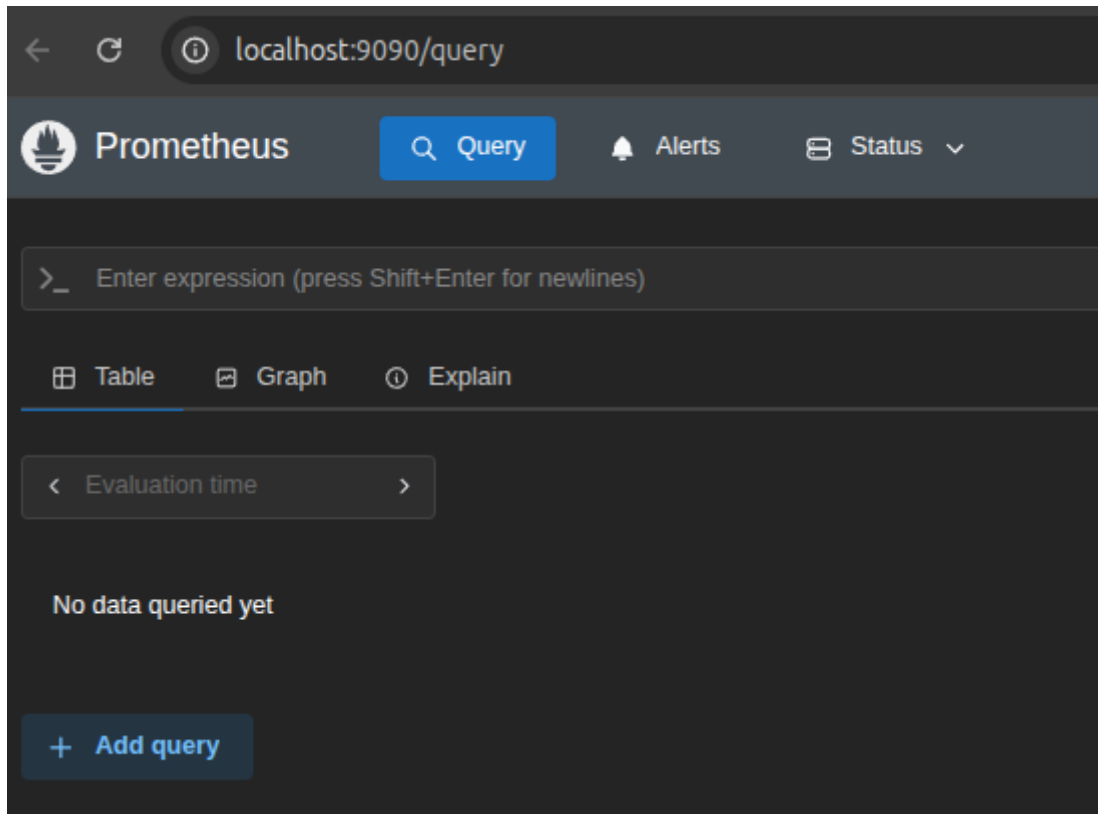 localhost:9090/query
Prometheus Query Alerts Status
>_ Enter expression (press Shift+Enter for newlines)
Table Graph Explain
< Evaluation time >
No data queried yet
+ Add query